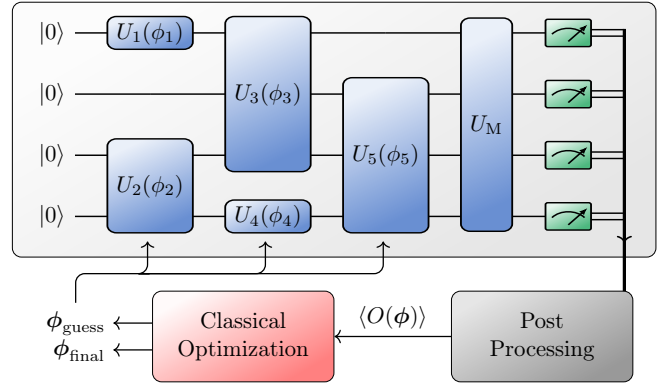 |0⟩ U₁(ϕ₁)
U₃(ϕ₃)
|0⟩
U_M
|0⟩ U₂(ϕ₂) U₅(ϕ₅)
|0⟩ U₄(ϕ₄)
ϕ_guess
ϕ_final
Classical
Optimization
⟨O(ϕ)⟩
Post
Processing